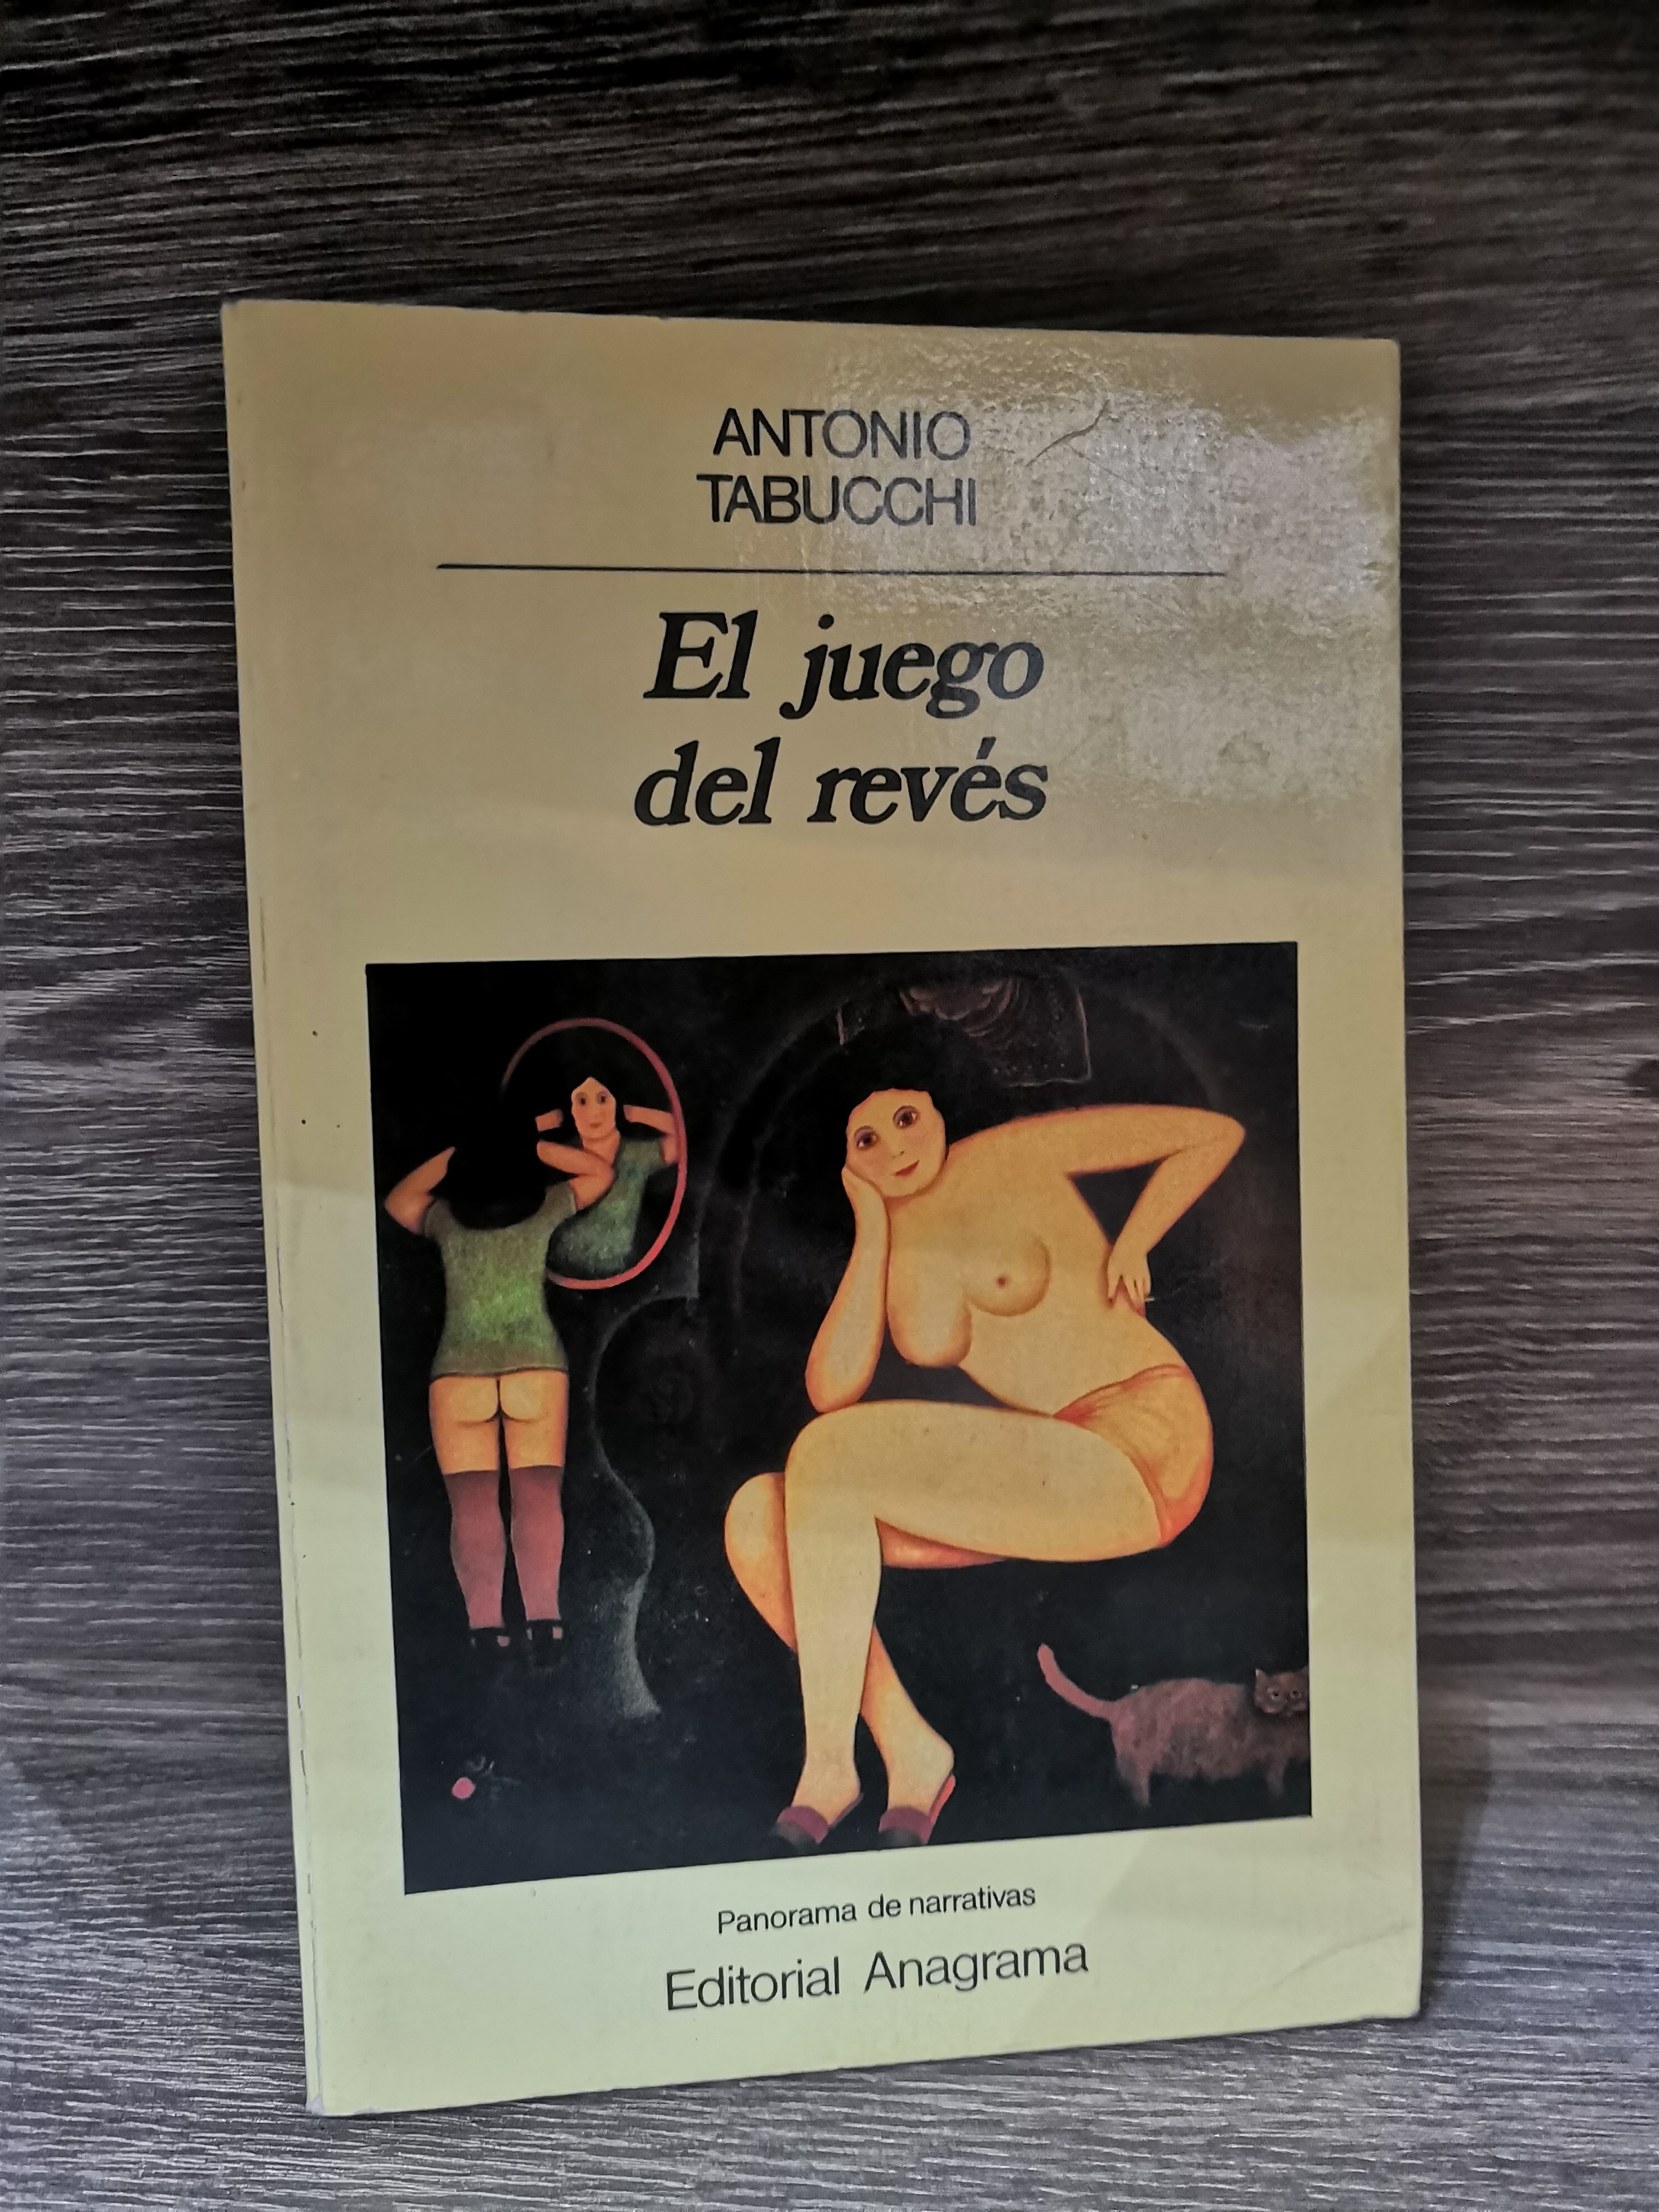 ANTONIO
TABUCCHI
El juego
del revés
Panorama de narrativas
Editorial Anagrama